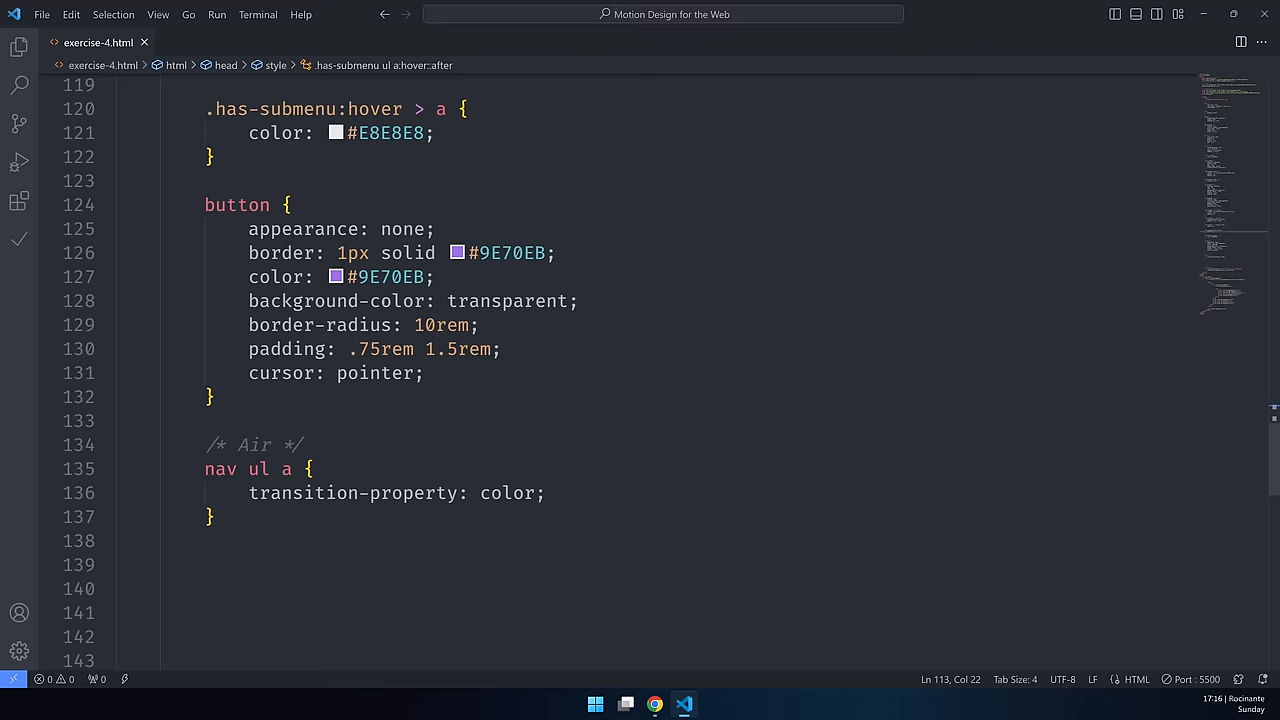 File Edit Selection View Go Run Terminal Help
Motion Design for the Web
exercise-4.html
exercise-4.html > html > head > style > .has-submenu ul a:hover::after
119
120 .has-submenu:hover > a {
121 color: #E8E8E8;
122 }
123
124 button {
125 appearance: none;
126 border: 1px solid #9E70EB;
127 color: #9E70EB;
128 background-color: transparent;
129 border-radius: 10rem;
130 padding: .75rem 1.5rem;
131 cursor: pointer;
132 }
133
134 /* Air */
135 nav ul a {
136 transition-property: color;
137 }
138
139
140
141
142
143
0 0 0 Ln 113, Col 22 Tab Size: 4 UTF-8 LF HTML Port : 5500
17:16 | Rocinante
Sunday